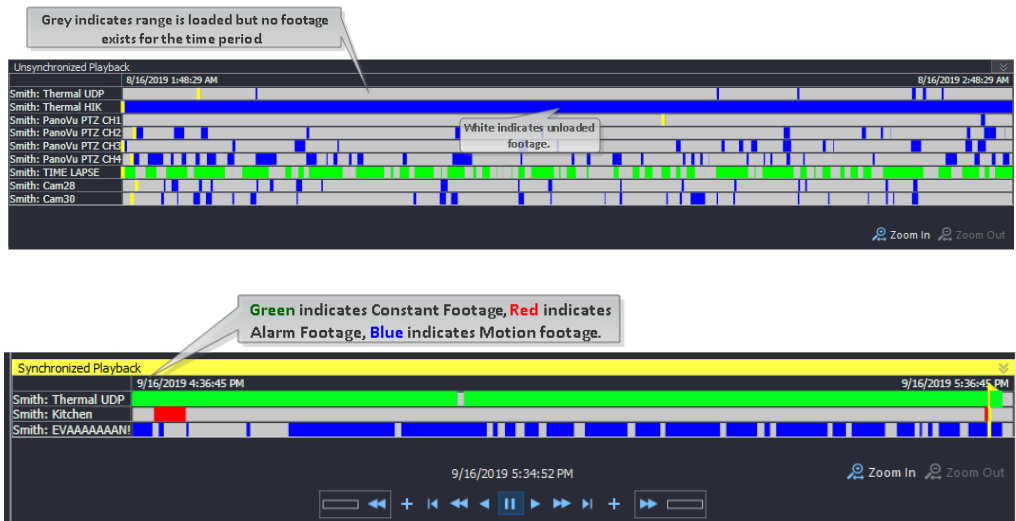 Grey indicates range is loaded but no footage
exists for the time period.
Unsynchronized Playback
8/16/2019 1:48:29 AM 8/16/2019 2:48:29 AM
Smith: Thermal UDP
Smith: Thermal HIK
Smith: PanoVu PTZ CH1
Smith: PanoVu PTZ CH2
White indicates unloaded
footage.
Smith: PanoVu PTZ CH3
Smith: PanoVu PTZ CH4
Smith: TIME LAPSE
Smith: Cam28
Smith: Cam30
Zoom In Zoom Out
Green indicates Constant Footage, Red indicates
Alarm Footage, Blue indicates Motion footage.
Synchronized Playback
9/16/2019 4:36:45 PM 9/16/2019 5:36:45 PM
Smith: Thermal UDP
Smith: Kitchen
Smith: EVAAAAAAAN!
9/16/2019 5:34:52 PM
Zoom In Zoom Out